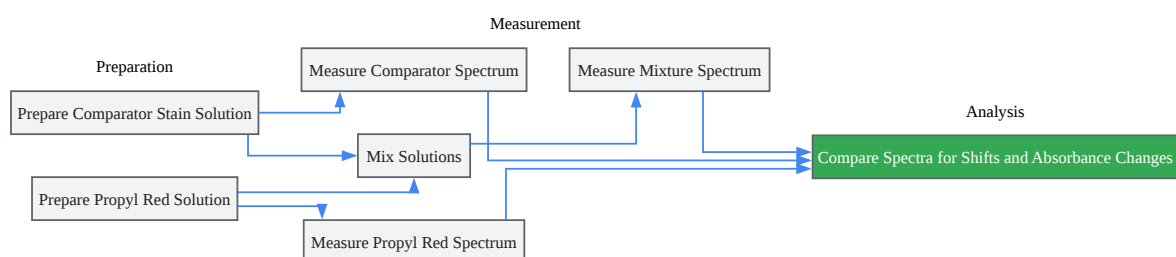 Measurement
Preparation
Measure Comparator Spectrum
Measure Mixture Spectrum
Prepare Comparator Stain Solution
Analysis
Mix Solutions
Compare Spectra for Shifts and Absorbance Changes
Prepare Propyl Red Solution
Measure Propyl Red Spectrum